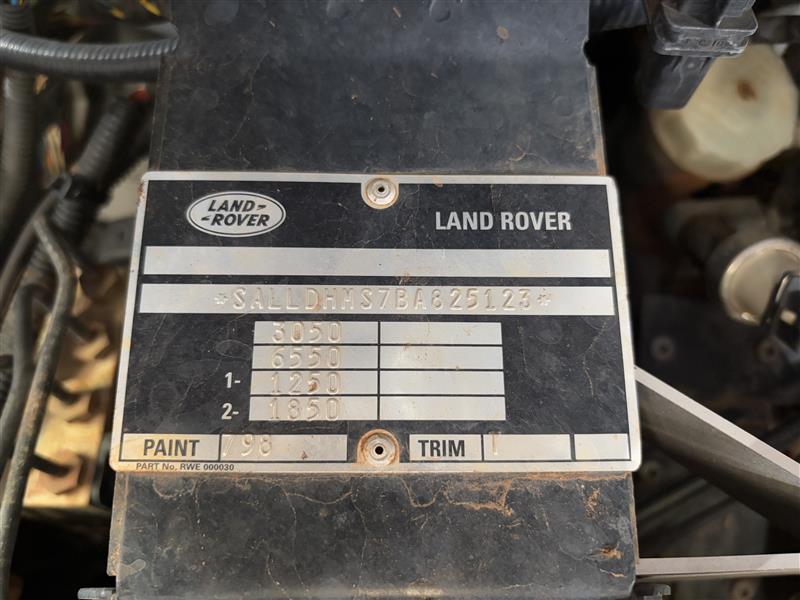 LAND-
-ROVER
LAND ROVER
*SALLDHMS7BA825123*
3050
6550
1- 1250
2- 1850
PAINT 798 TRIM T
PART No, RWE 000030